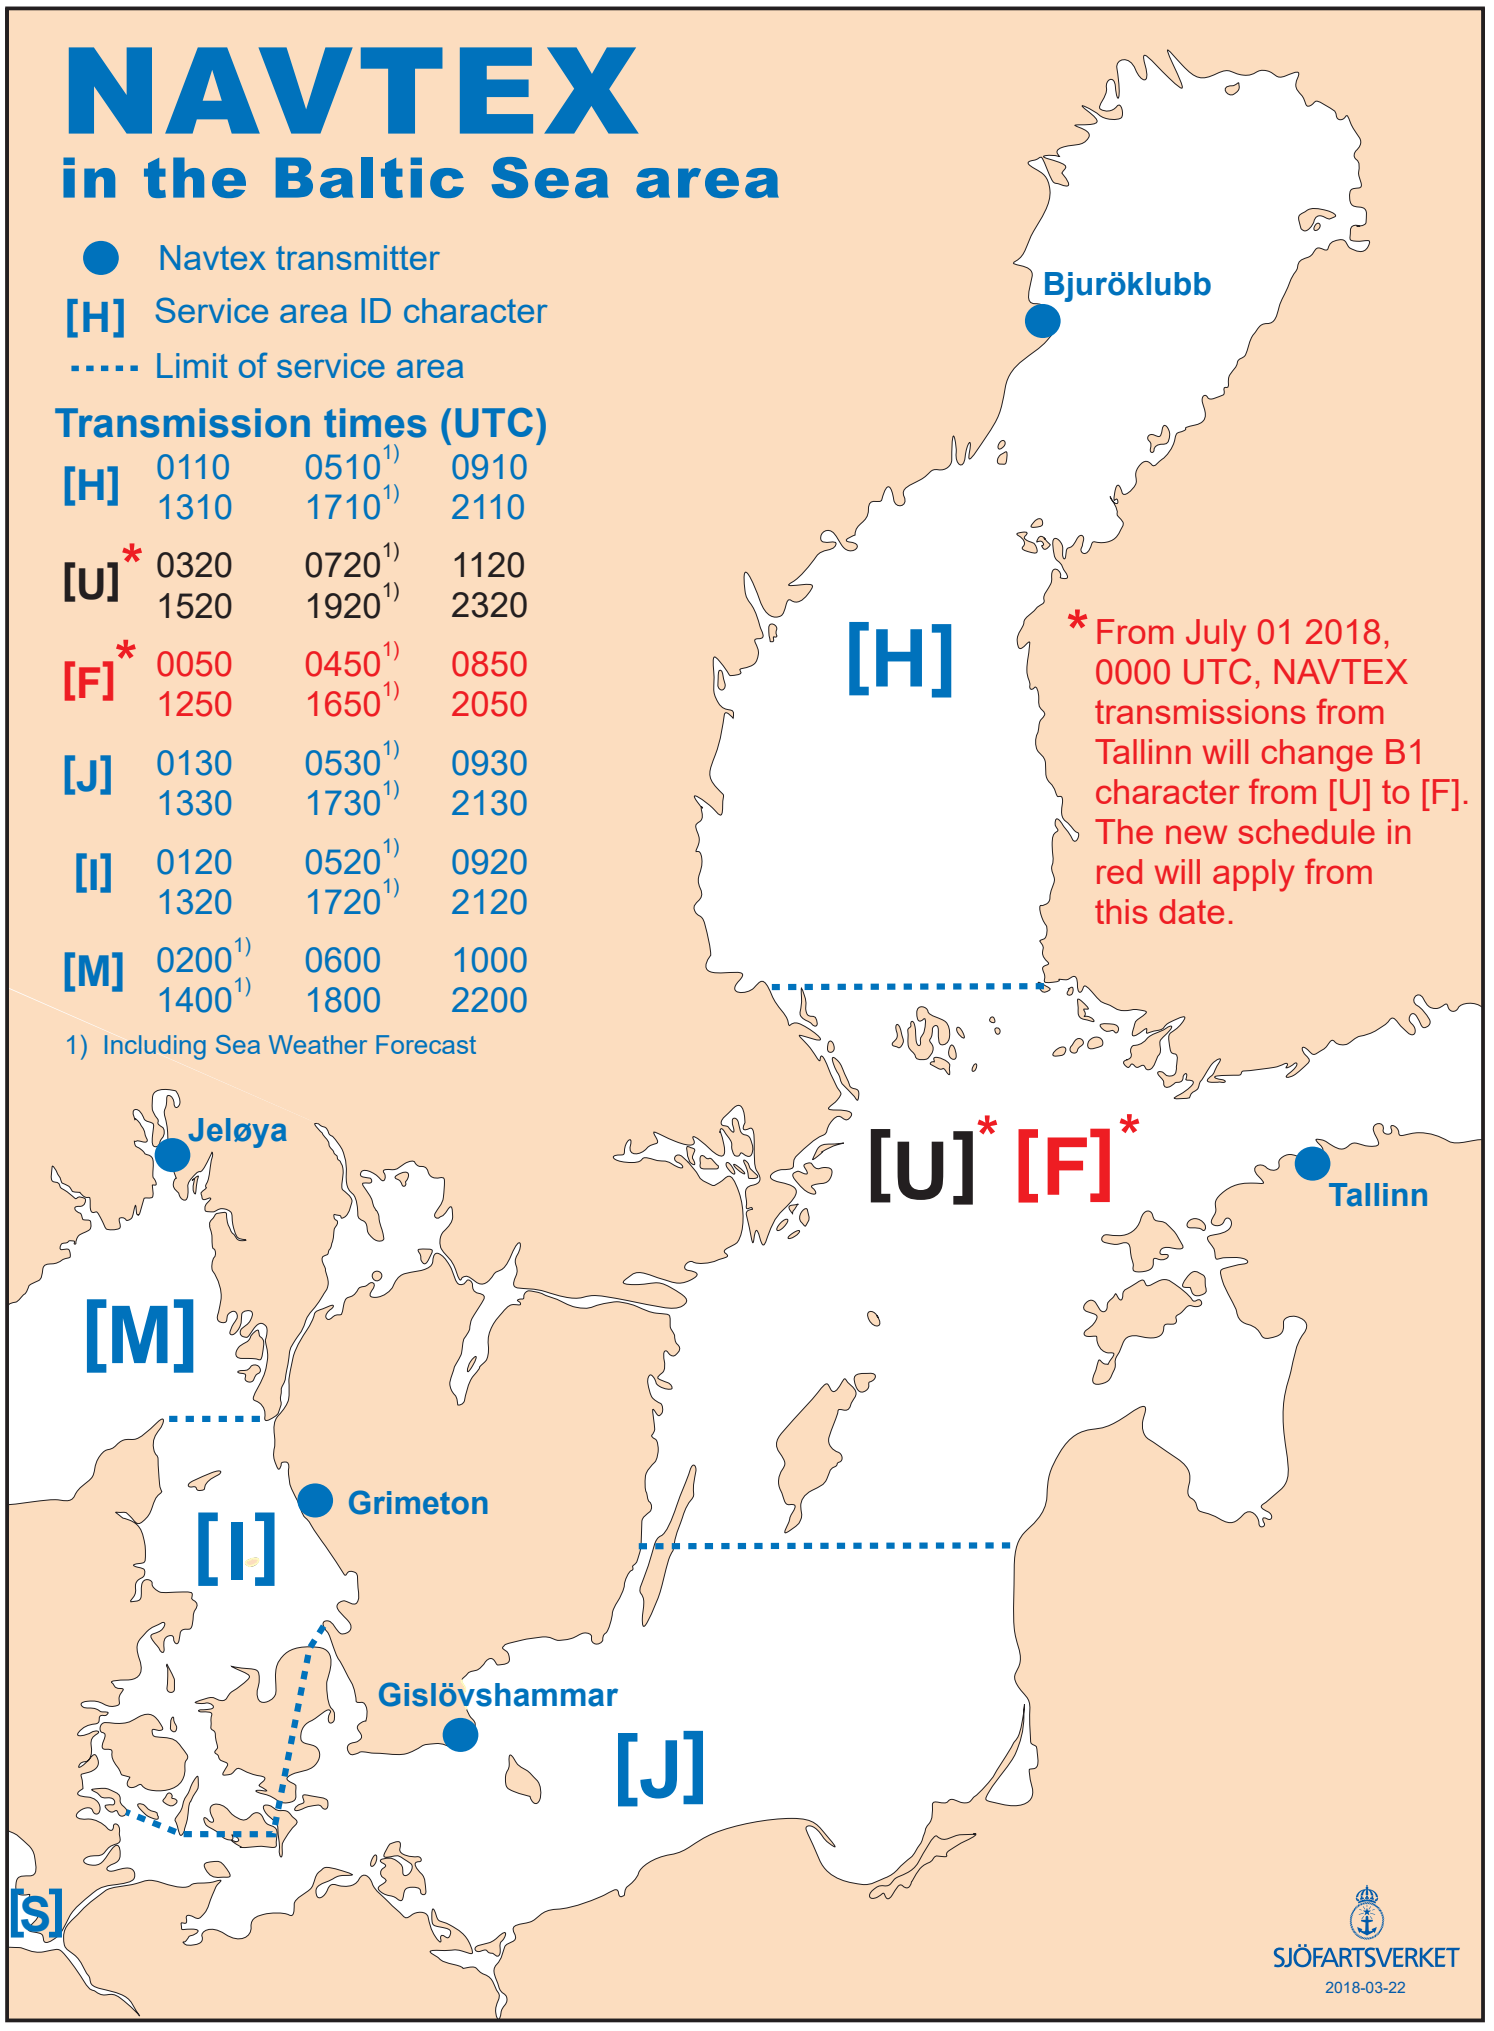 NAVTEX
in the Baltic Sea area
Navtex transmitter
[H] Service area ID character
Limit of service area
Transmission times (UTC)
[H] 0110 0510 1) 0910
1310 1710 1) 2110
[U]* 0320 0720 1) 1120
1520 1920 1) 2320
[F]* 0050 0450 1) 0850
1250 1650 1) 2050
[J] 0130 0530 1) 0930
1330 1730 1) 2130
[I] 0120 0520 1) 0920
1320 1720 1) 2120
[M] 0200 1) 0600 1000
1400 1) 1800 2200
1) Including Sea Weather Forecast
Bjuröklubb
[H]
* From July 01 2018,
0000 UTC, NAVTEX
transmissions from
Tallinn will change B1
character from [U] to [F].
The new schedule in
red will apply from
this date.
Jeløya
[U]* [F]*
Tallinn
[M]
Grimeton
[I]
Gislövshammar
[J]
[S]
SJÖFARTSVERKET
2018-03-22